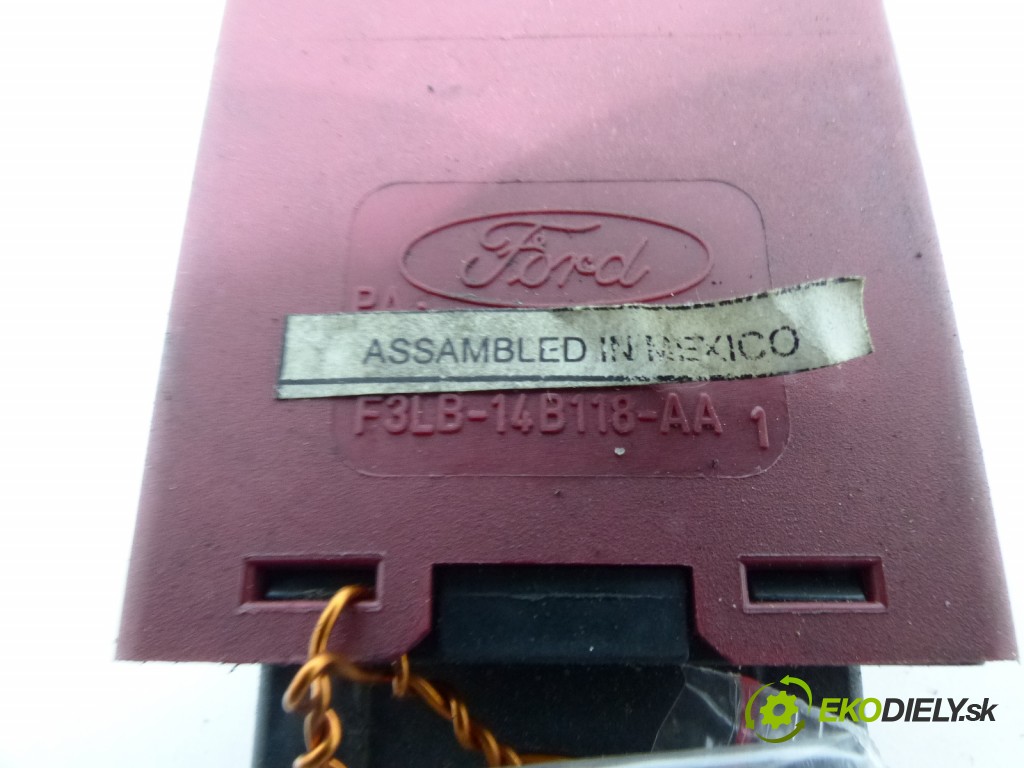 Ford
ASSAMBLED IN MEXICO
F3LB-14B118-AA 1
EKODIELY.sk